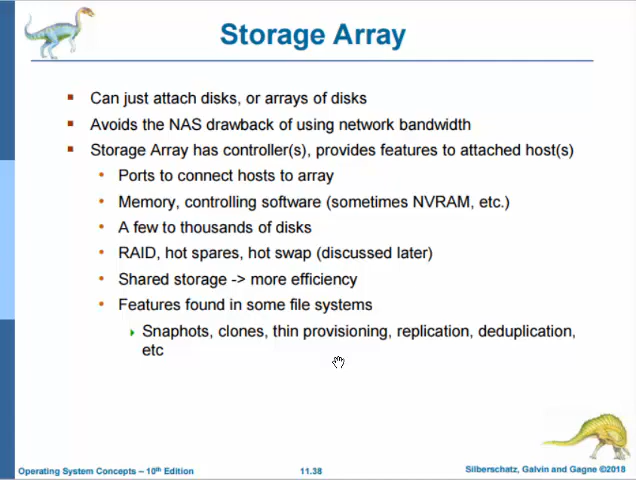 Storage Array
Can just attach disks, or arrays of disks
Avoids the NAS drawback of using network bandwidth
Storage Array has controller(s), provides features to attached host(s)
Ports to connect hosts to array
Memory, controlling software (sometimes NVRAM, etc.)
A few to thousands of disks
RAID, hot spares, hot swap (discussed later)
Shared storage -> more efficiency
Features found in some file systems
Snaphots, clones, thin provisioning, replication, deduplication,
etc
Operating System Concepts – 10th Edition
11.38
Silberschatz, Galvin and Gagne ©2018